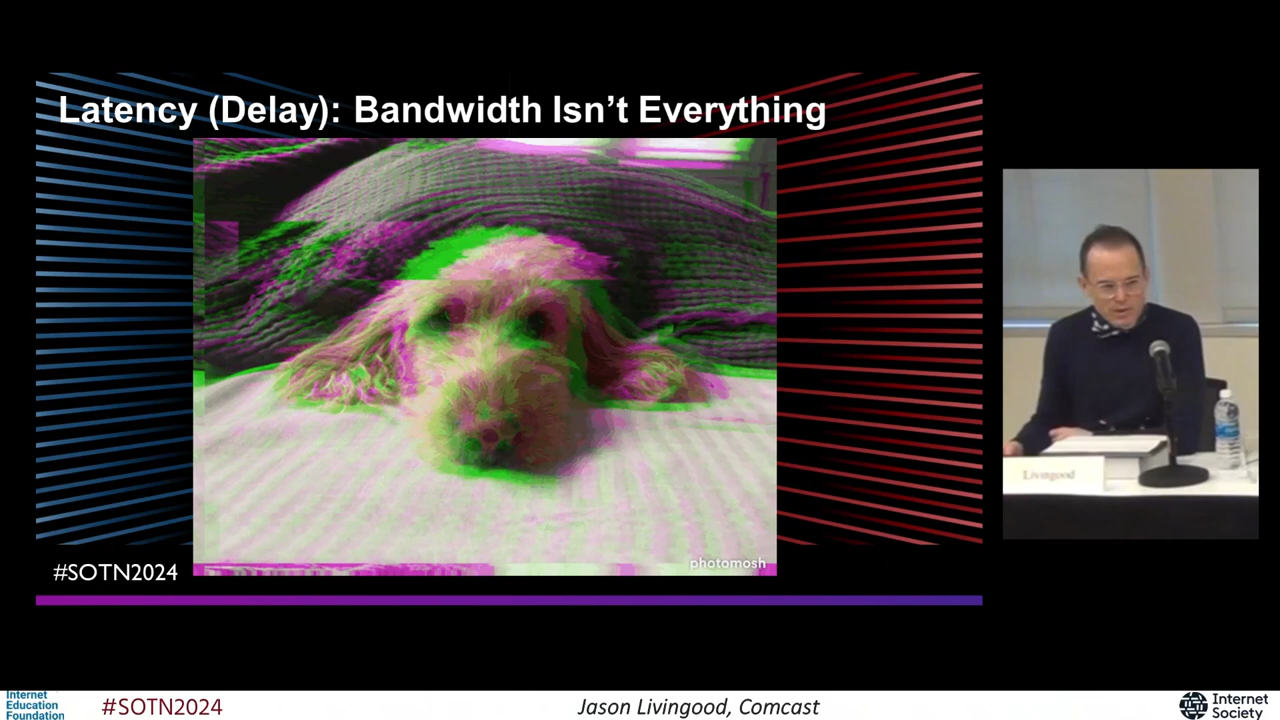 Latency (Delay): Bandwidth Isn’t Everything
photomosh
#SOTN2024
Livingood
Internet
Education
Foundation
#SOTN2024
Jason Livingood, Comcast
Internet
Society